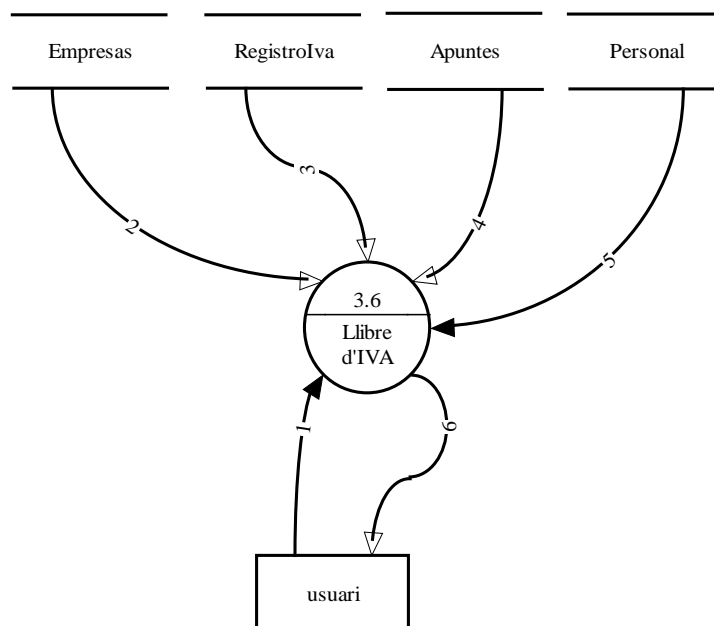 Empresas
RegistroIva
Apuntes
Personal
2
3
4
5
3.6
Llibre
d'IVA
1
6
usuari